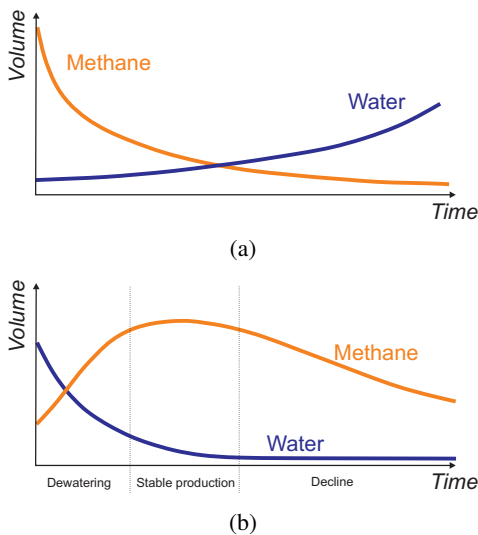 Volume
Methane
Water
Time
(a)
Volume
Methane
Water
Time
Dewatering
Stable production
Decline
(b)